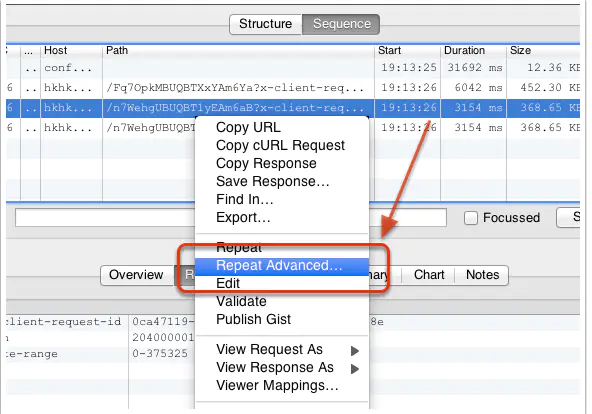 Structure Sequence
... Host Path Start Duration Size
.. conf... 19:13:25 31692 ms 12.36 KB
6 .. hkhk... /Fq7OpkMBUQBTXxYAm6Ya?x-client-req... 19:13:26 6042 ms 452.30 K
6 .. hkhk... /n7WehgUBUQBTlyEAm6aB?x-client-req... 19:13:26 3154 ms 368.65 K
6 .. hkhk... /n7WehgUBUQBT 19:13:26 3154 ms 368.65 K
Copy URL
Copy cURL Request
Copy Response
Save Response...
Find In...
Export...
Focussed S
Repeat
Repeat Advanced...
Overview R mary Chart Notes
Edit
Validate
Publish Gist
client-request-id 0ca47119- 8e
n 204000001
te-range 0-375325
View Request As
View Response As
Viewer Mappings...